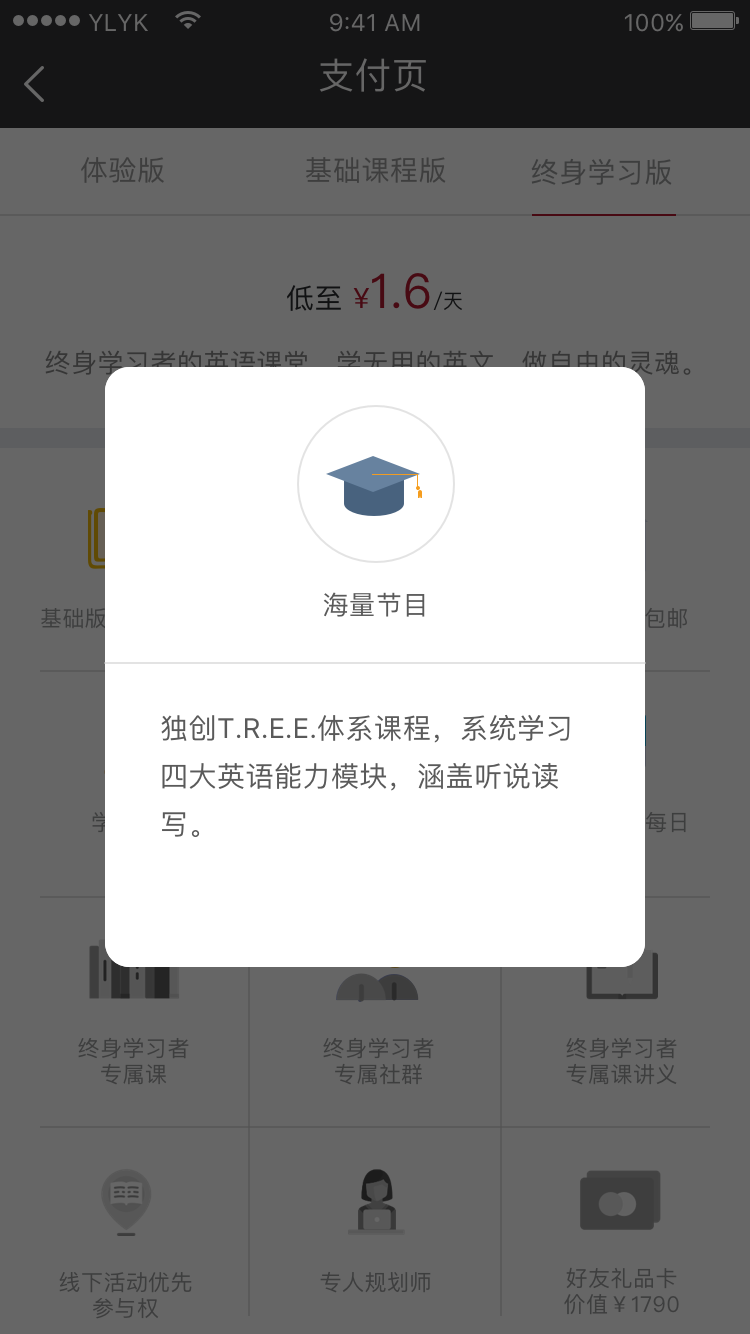 YLYK 9:41 AM 100%
支付页
体验版 基础课程版 终身学习版
低至 ¥1.6/天
终身学习者的英语课堂，学无用的英文，做自由的灵魂。
海量节目
基础版 包邮
独创T.R.E.E.体系课程，系统学习
四大英语能力模块，涵盖听说读
写。
每日
终身学习者 终身学习者 终身学习者
专属课 专属社群 专属课讲义
线下活动优先 专人规划师 好友礼品卡
参与权 价值￥1790